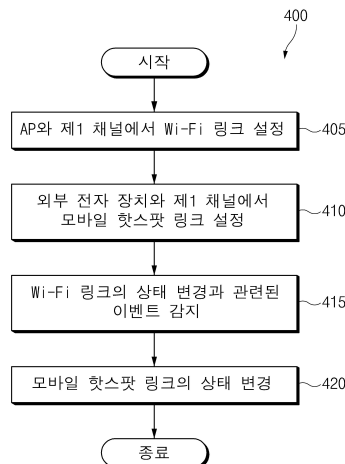 400
시작
AP와 제1 채널에서 Wi-Fi 링크 설정
405
외부 전자 장치와 제1 채널에서
모바일 핫스팟 링크 설정
410
Wi-Fi 링크의 상태 변경과 관련된
이벤트 감지
415
모바일 핫스팟 링크의 상태 변경
420
종료